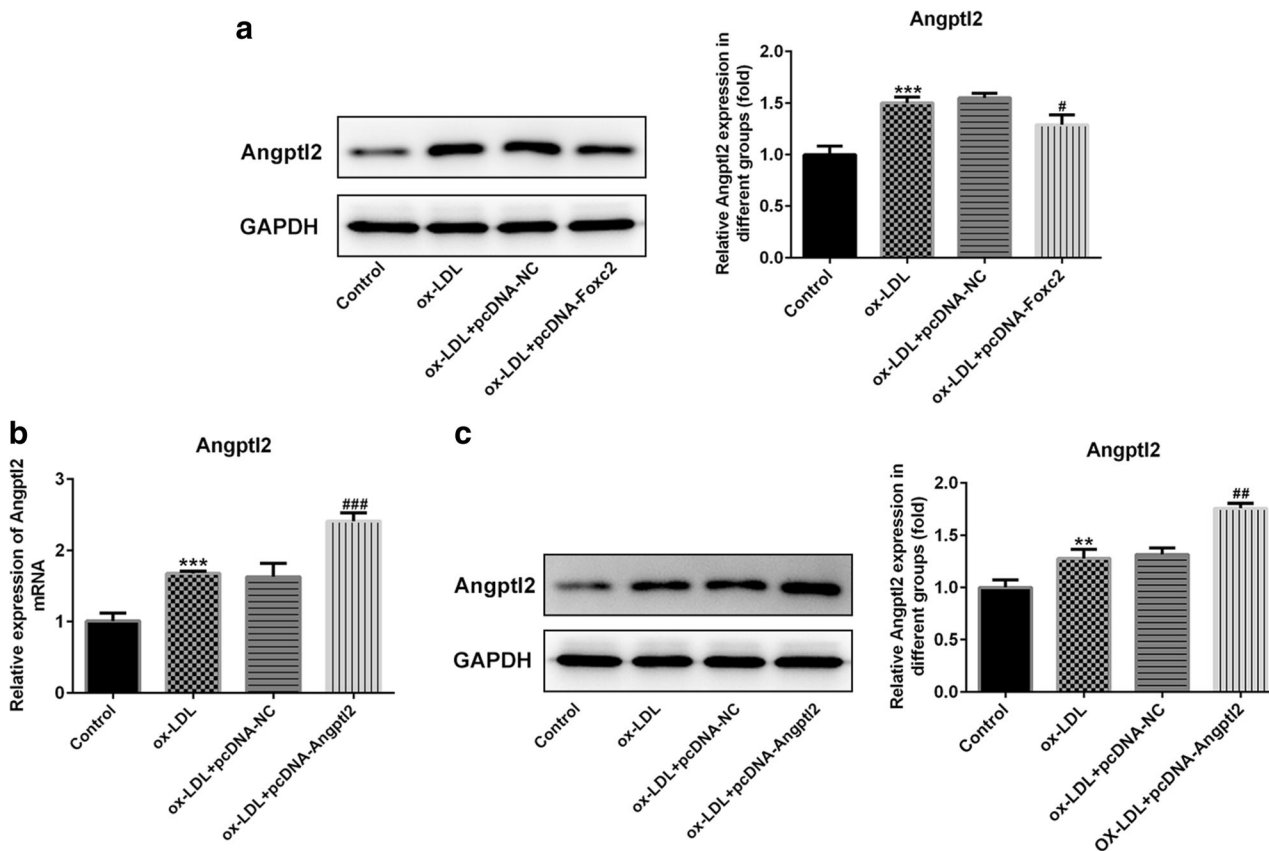 a
Angptl2
GAPDH
Control
ox-LDL
ox-LDL+pcDNA-NC
ox-LDL+pcDNA-Foxc2
Angptl2
Relative Angptl2 expression in
different groups (fold)
2.0
1.5
1.0
0.5
0.0
***
#
Control
ox-LDL
ox-LDL+pcDNA-NC
ox-LDL+pcDNA-Foxc2
b
Angptl2
Relative expression of Angptl2
mRNA
3
2
1
0
***
###
Control
ox-LDL
ox-LDL+pcDNA-NC
ox-LDL+pcDNA-Angptl2
c
Angptl2
GAPDH
Control
ox-LDL
ox-LDL+pcDNA-NC
ox-LDL+pcDNA-Angptl2
Angptl2
Relative Angptl2 expression in
different groups (fold)
2.0
1.5
1.0
0.5
0.0
**
##
Control
ox-LDL
ox-LDL+pcDNA-NC
OX-LDL+pcDNA-Angptl2